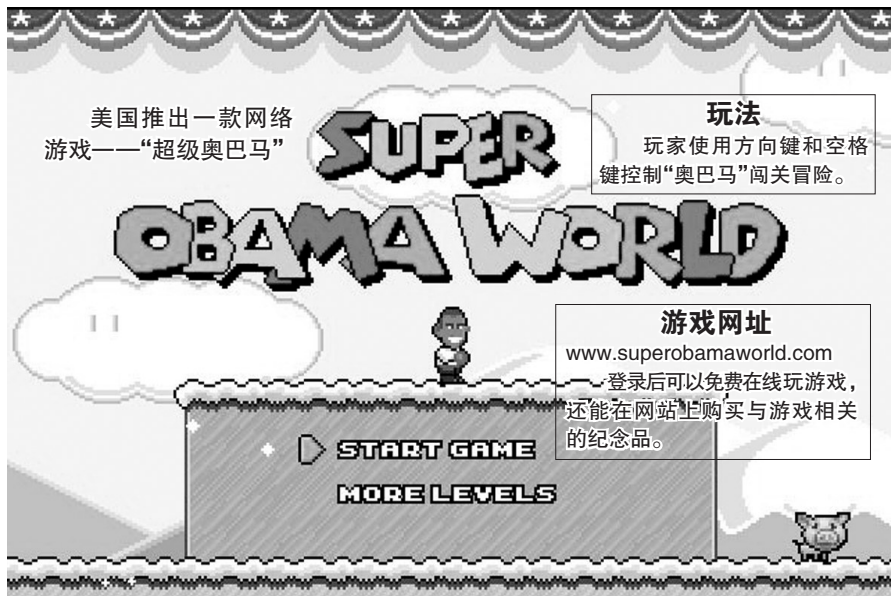 美国推出一款网络
游戏——“超级奥巴马”
SUPER
OBAMA WORLD
玩法
玩家使用方向键和空格
键控制“奥巴马”闯关冒险。
游戏网址
www.superobamaworld.com
登录后可以免费在线玩游戏，
还能在网站上购买与游戏相关
的纪念品。
START GAME
MORE LEVELS